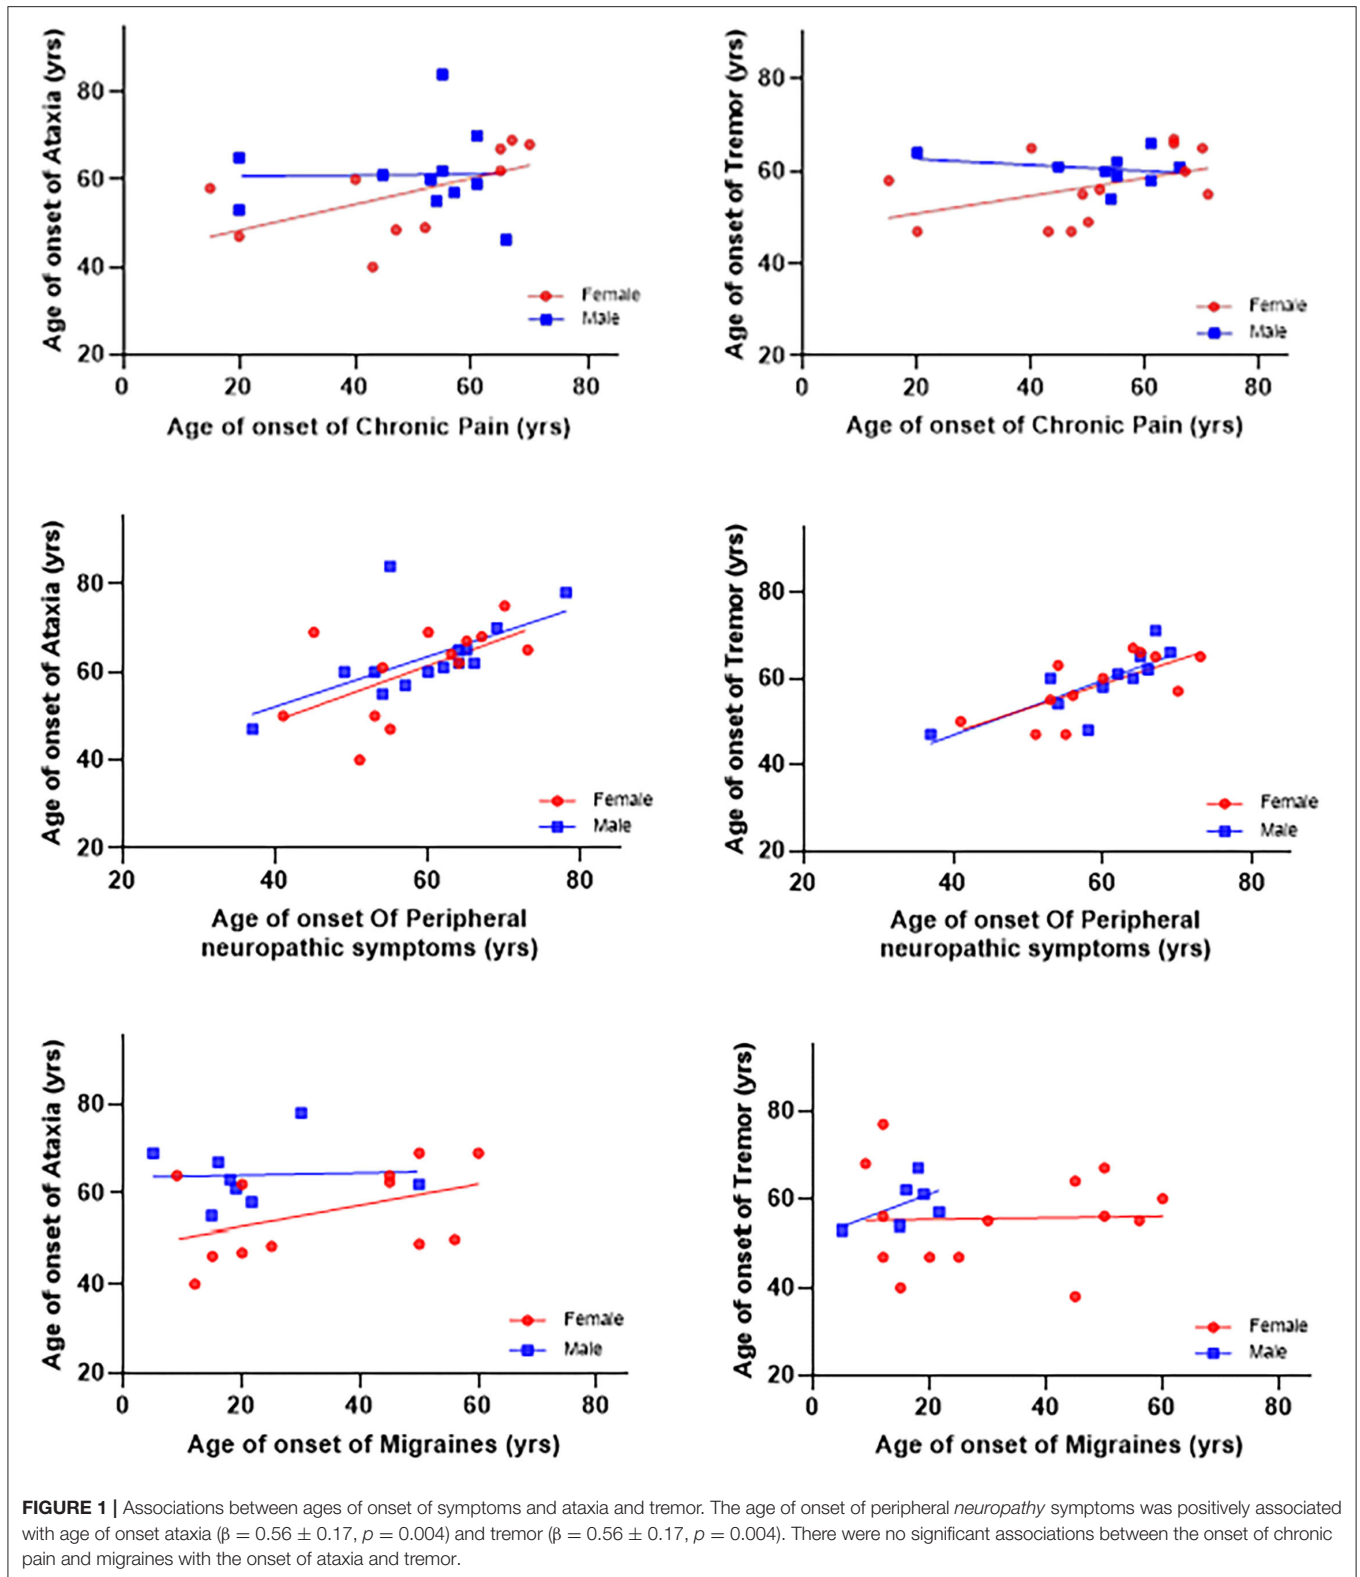 Age of onset of Ataxia (yrs)
80
60
40
20
0 20 40 60 80
Age of onset of Chronic Pain (yrs)
Female
Male
Age of onset of Tremor (yrs)
80
60
40
20
0 20 40 60 80
Age of onset of Chronic Pain (yrs)
Female
Male
Age of onset of Ataxia (yrs)
80
60
40
20
20 40 60 80
Age of onset Of Peripheral
neuropathic symptoms (yrs)
Female
Male
Age of onset of Tremor (yrs)
80
60
40
20
20 40 60 80
Age of onset Of Peripheral
neuropathic symptoms (yrs)
Female
Male
Age of onset of Ataxia (yrs)
80
60
40
20
0 20 40 60 80
Age of onset of Migraines (yrs)
Female
Male
Age of onset of Tremor (yrs)
80
60
40
20
0 20 40 60 80
Age of onset of Migraines (yrs)
Female
Male
FIGURE 1 | Associations between ages of onset of symptoms and ataxia and tremor. The age of onset of peripheral neuropathy symptoms was positively associated
with age of onset ataxia (β = 0.56 ± 0.17, p = 0.004) and tremor (β = 0.56 ± 0.17, p = 0.004). There were no significant associations between the onset of chronic
pain and migraines with the onset of ataxia and tremor.